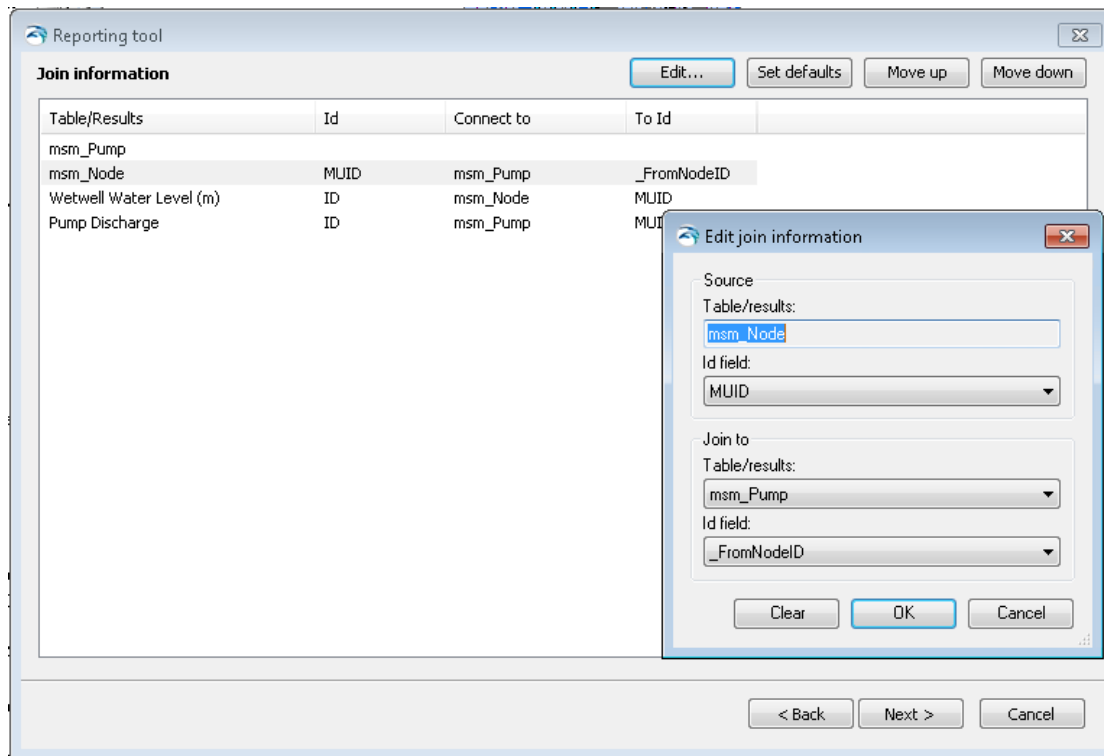 Reporting tool
Join information Edit... Set defaults Move up Move down
Table/Results Id Connect to To Id
msm_Pump
msm_Node MUID msm_Pump _FromNodeID
Wetwell Water Level (m) ID msm_Node MUID
Pump Discharge ID msm_Pump
Edit join information
Source
Table/results:
msm_Node
Id field:
MUID
Join to
Table/results:
msm_Pump
Id field:
_FromNodeID
Clear OK Cancel
< Back Next > Cancel